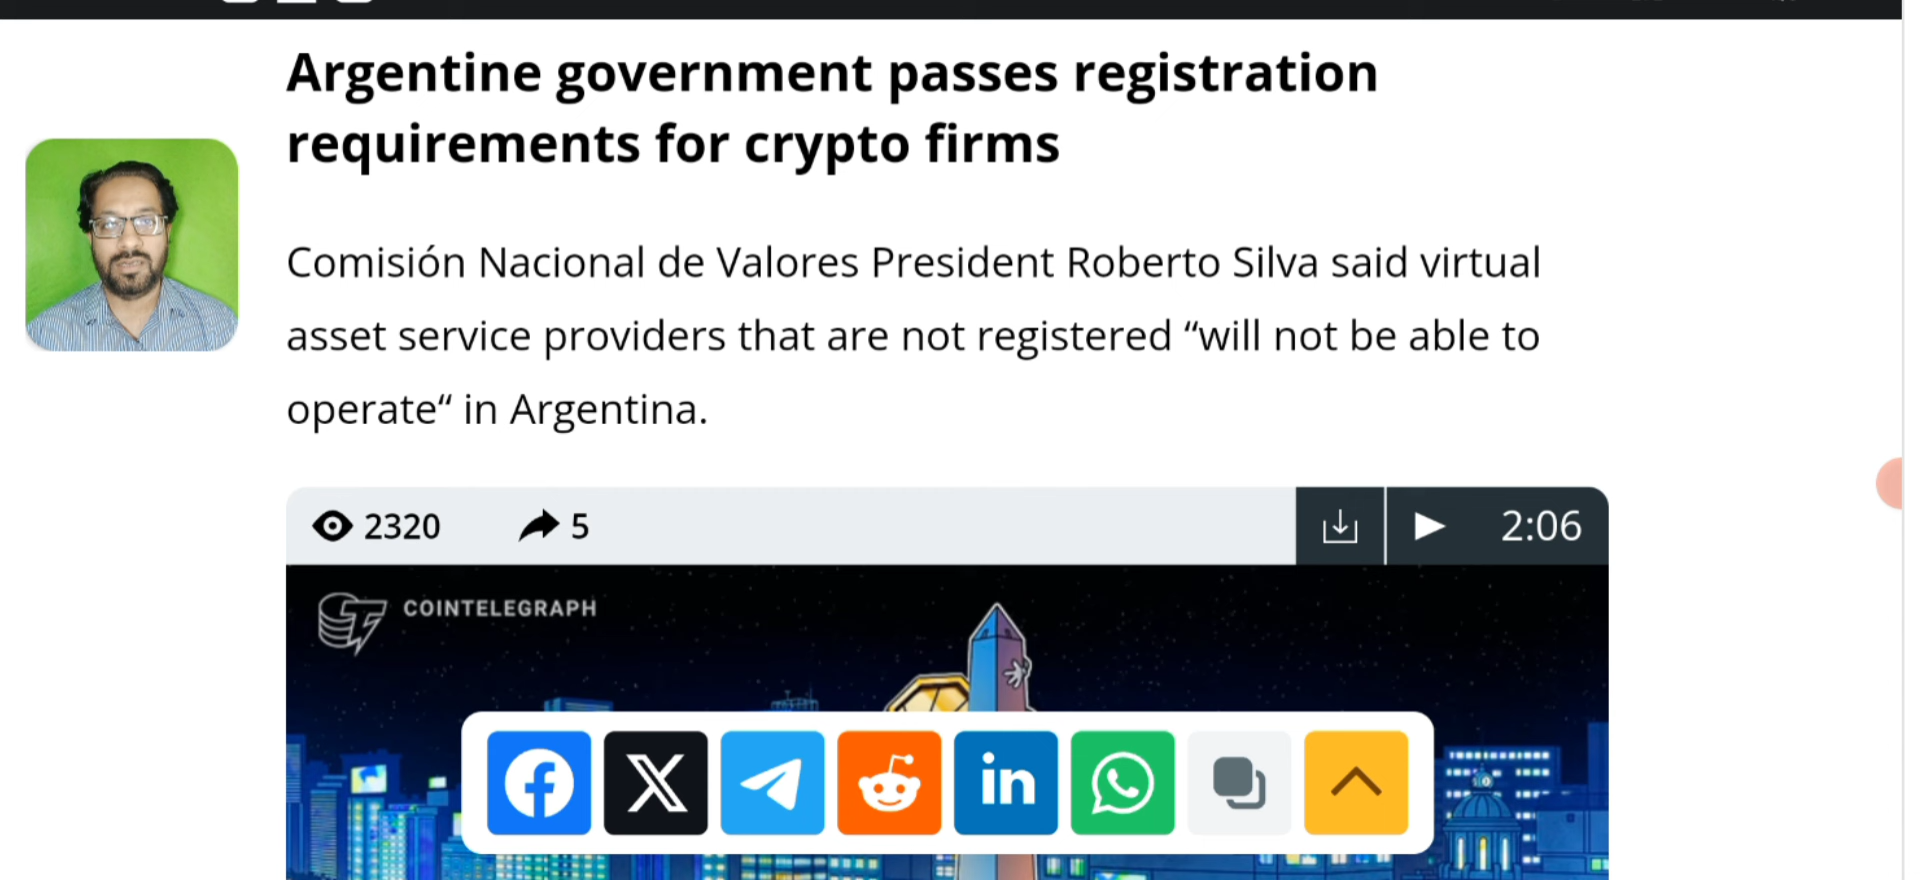 Argentine government passes registration
requirements for crypto firms
Comisión Nacional de Valores President Roberto Silva said virtual
asset service providers that are not registered “will not be able to
operate“ in Argentina.
2320 5 2:06
COINTELEGRAPH
in